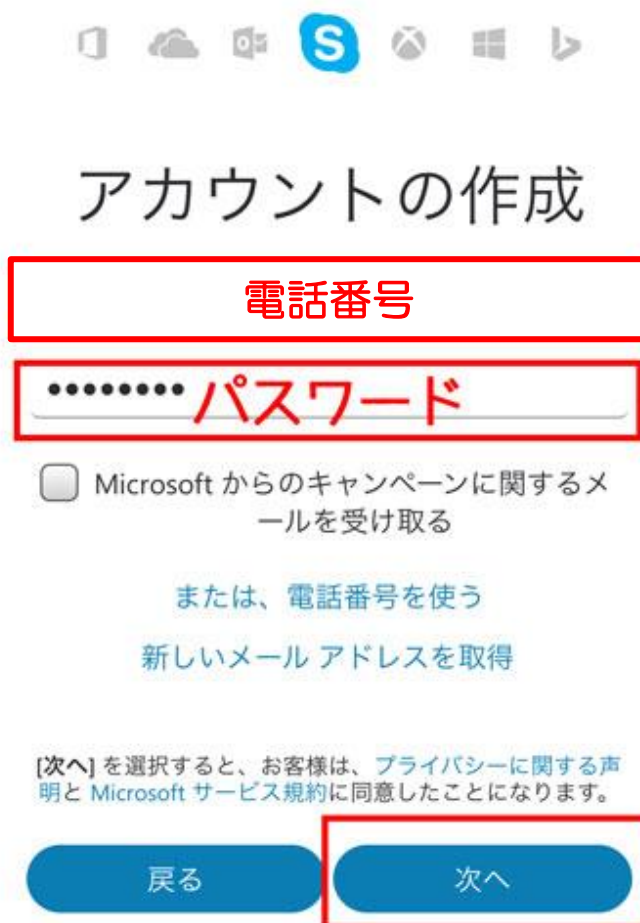 アカウントの作成
電話番号
•••••••• パスワード
Microsoft からのキャンペーンに関するメ
ールを受け取る
または、電話番号を使う
新しいメール アドレスを取得
[次へ] を選択すると、お客様は、プライバシーに関する声
明と Microsoft サービス規約に同意したことになります。
戻る
次へ